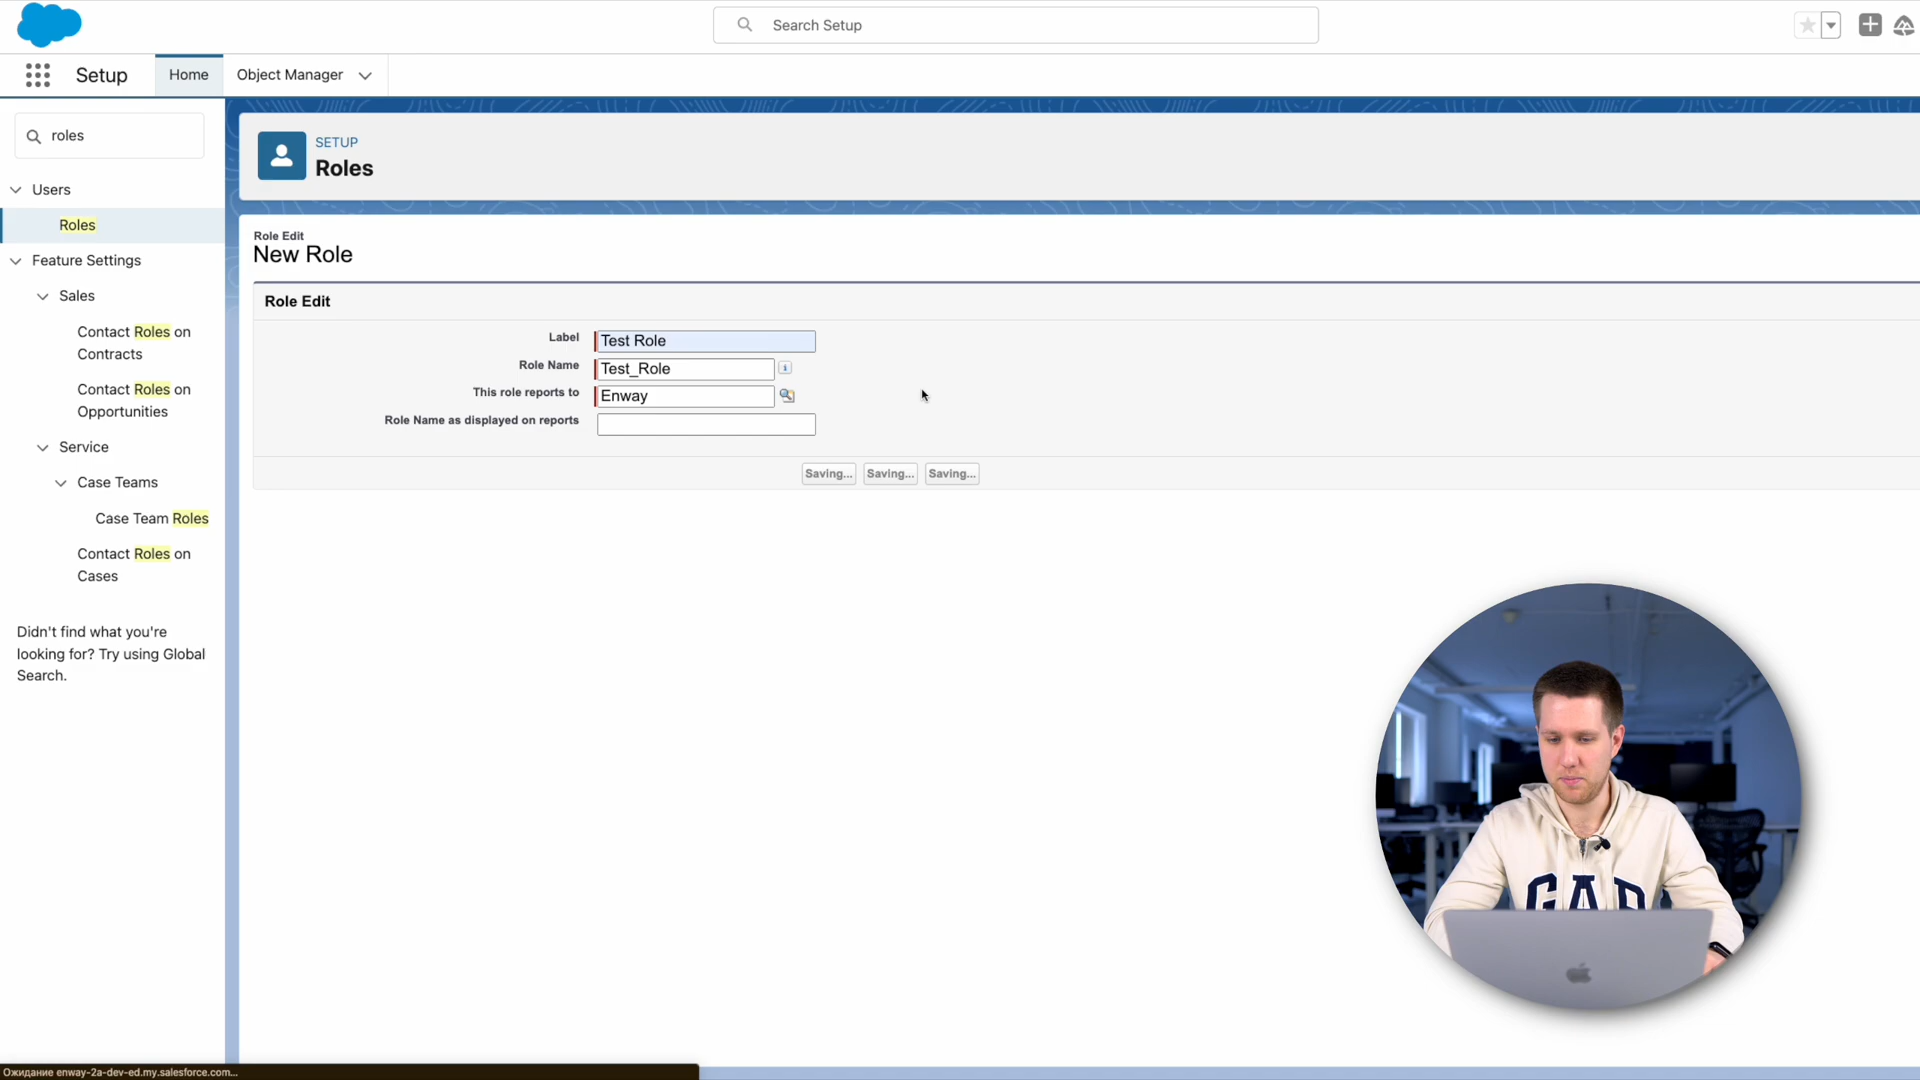 Search Setup
Setup
Home
Object Manager
roles
Users
Roles
Feature Settings
Sales
Contact Roles on
Contracts
Contact Roles on
Opportunities
Service
Case Teams
Case Team Roles
Contact Roles on
Cases
Didn't find what you're
looking for? Try using Global
Search.
SETUP
Roles
Role Edit
New Role
Role Edit
Label
Test Role
Role Name
Test_Role
i
This role reports to
Enway
Role Name as displayed on reports
Saving... Saving... Saving...
GAP
Ожидание enway-2a-dev-ed.my.salesforce.com...